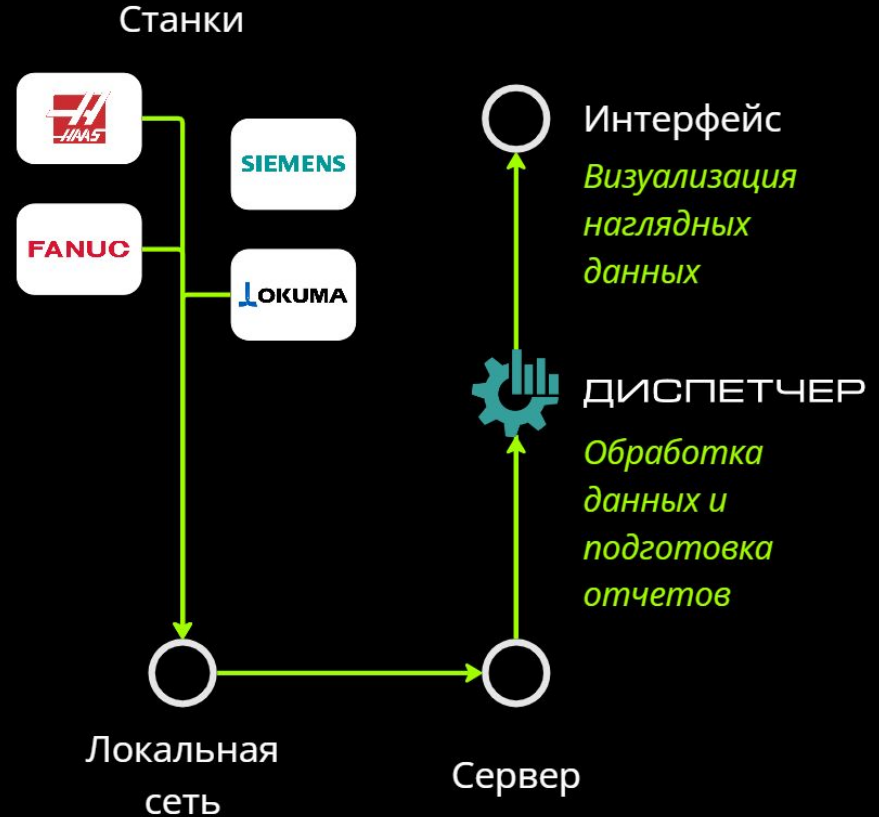 Станки
HAAS
SIEMENS
FANUC
OKUMA
Интерфейс
Визуализация
наглядных
данных
ДИСПЕТЧЕР
Обработка
данных и
подготовка
отчетов
Локальная
сеть
Сервер